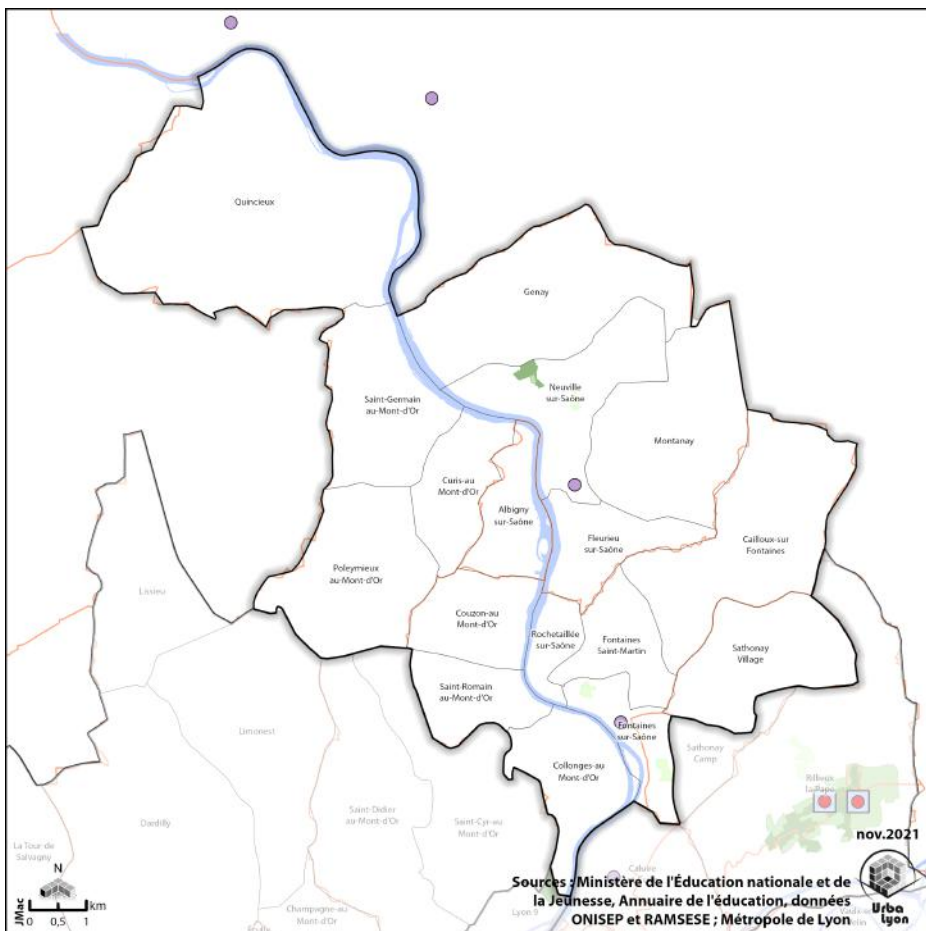 Quincieux
Genay
Neuville
sur-Saône
Saint-Germain
au-Mont-d'Or
Montanay
Curis-au
Mont-d'Or
Albigny
sur-Saône
Fleurieu
sur-Saône
Cailloux-sur
Fontaines
Poleymieux
au-Mont-d'Or
Lissieu
Couzon-au
Mont-d'Or
Rochetaillée
sur-Saône
Fontaines
Saint-Martin
Sathonay
Village
Saint-Romain
au-Mont-d'Or
Limonest
Fontaines
sur-Saône
Sathonay
Camp
Collonges-au
Mont-d'Or
Rillieux
la-Pape
Saint-Didier
au-Mont-d'Or
Saint-Cyr-au
Mont-d'Or
Dardilly
La Tour-de
Salvagny
nov.2021
N
Caluire
Champagne-au
Mont-d'Or
Lyon 9
JMac
0 0,5 1 km
Sources : Ministère de l'Éducation nationale et de
la Jeunesse, Annuaire de l'éducation, données
ONISEP et RAMSESE ; Métropole de Lyon
Urba
Lyon